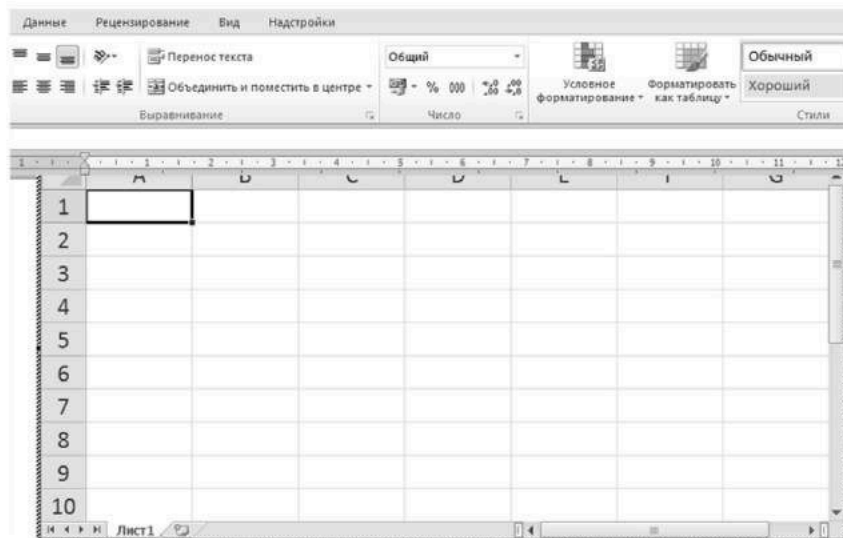 Данные Рецензирование Вид Надстройки
Перенос текста
Общий
Обычный
Объединить и поместить в центре
% 000
Условное форматирование
Форматировать как таблицу
Хороший
Выравнивание
Число
Стили
1 1 2 3 4 5 6 7 8 9 10 11 12
A B C D E F G
1
2
3
4
5
6
7
8
9
10
Лист1